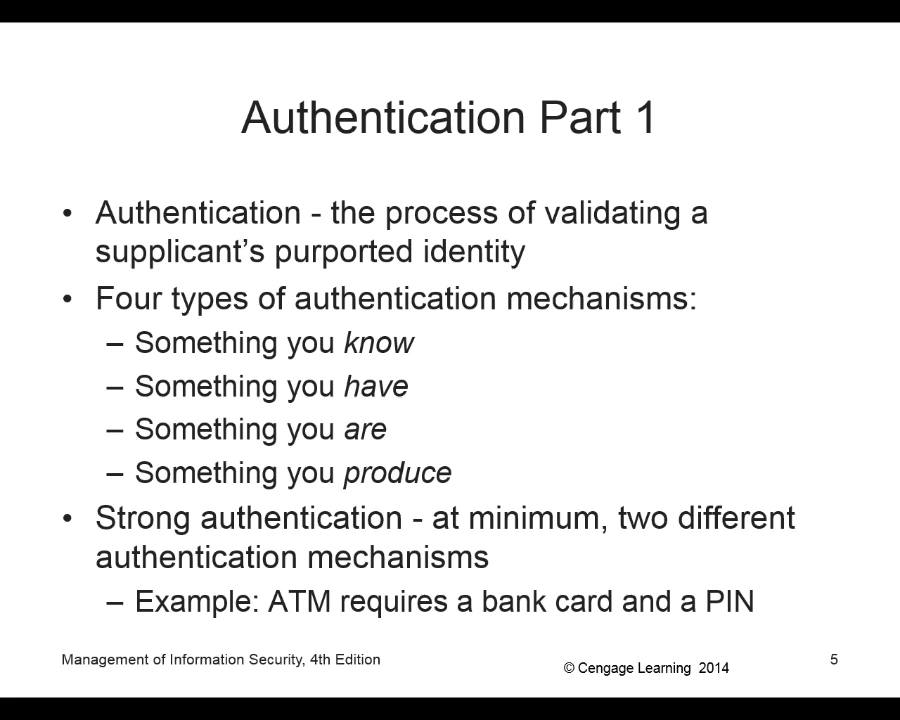 Authentication Part 1
• Authentication - the process of validating a
supplicant’s purported identity
• Four types of authentication mechanisms:
– Something you know
– Something you have
– Something you are
– Something you produce
• Strong authentication - at minimum, two different
authentication mechanisms
– Example: ATM requires a bank card and a PIN
Management of Information Security, 4th Edition
© Cengage Learning 2014
5